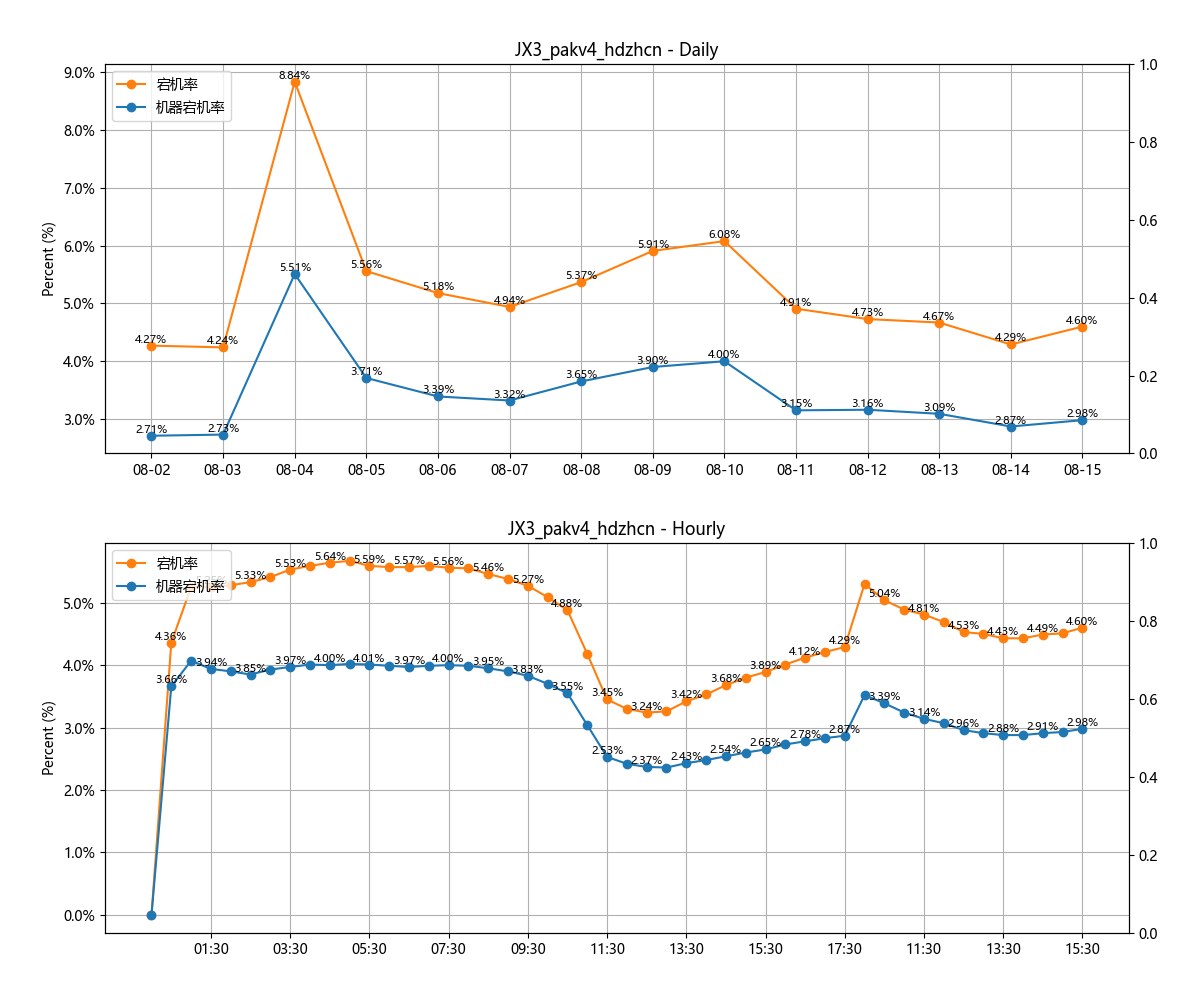 JX3_pakv4_hdzhcn - Daily
宕机率
机器宕机率
Percent (%)
9.0%
8.0%
7.0%
6.0%
5.0%
4.0%
3.0%
1.0
0.8
0.6
0.4
0.2
0.0
4.27% 4.24% 8.84% 5.56% 5.18% 4.94% 5.37% 5.91% 6.08% 4.91% 4.73% 4.67% 4.29% 4.60%
2.71% 2.73% 5.51% 3.71% 3.39% 3.32% 3.65% 3.90% 4.00% 3.15% 3.16% 3.09% 2.87% 2.98%
08-02 08-03 08-04 08-05 08-06 08-07 08-08 08-09 08-10 08-11 08-12 08-13 08-14 08-15
JX3_pakv4_hdzhcn - Hourly
宕机率
机器宕机率
Percent (%)
5.0%
4.0%
3.0%
2.0%
1.0%
0.0%
1.0
0.8
0.6
0.4
0.2
0.0
4.36% 5.33% 5.53% 5.64% 5.59% 5.57% 5.56% 5.46% 5.27% 4.88% 3.45% 3.24% 3.42% 3.68% 3.89% 4.12% 4.29% 5.04% 4.81% 4.53% 4.43% 4.49% 4.60%
3.66% 3.94% 3.85% 3.97% 4.00% 4.01% 3.97% 4.00% 3.95% 3.83% 3.55% 2.53% 2.37% 2.43% 2.54% 2.65% 2.78% 2.87% 3.39% 3.14% 2.96% 2.88% 2.91% 2.98%
01:30 03:30 05:30 07:30 09:30 11:30 13:30 15:30 17:30 11:30 13:30 15:30